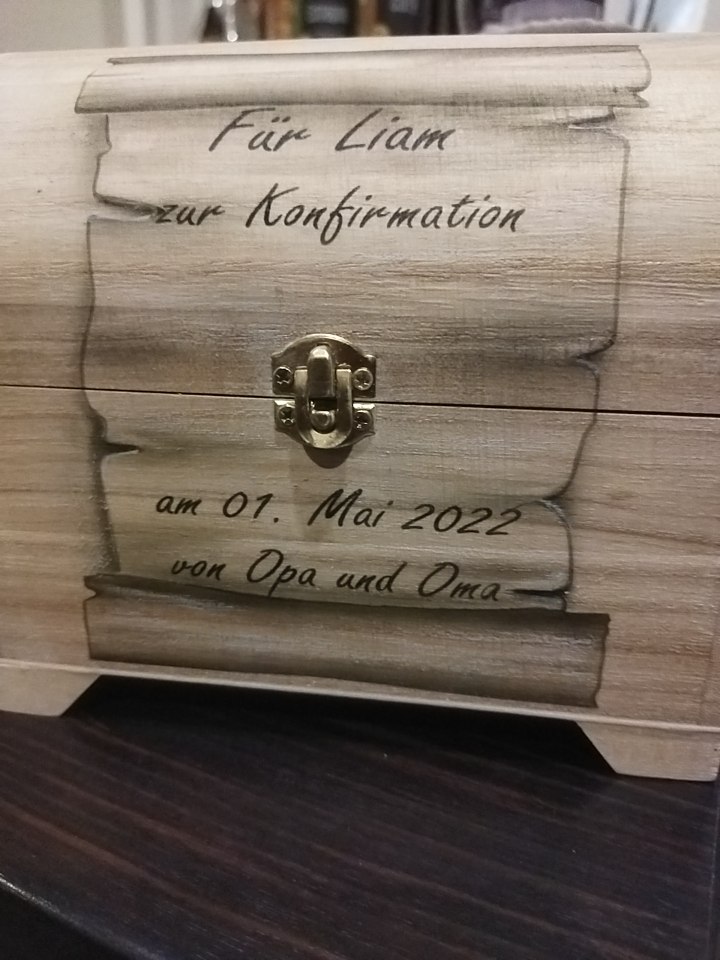 Für Liam
zur Konfirmation
am 01. Mai 2022
von Opa und Oma